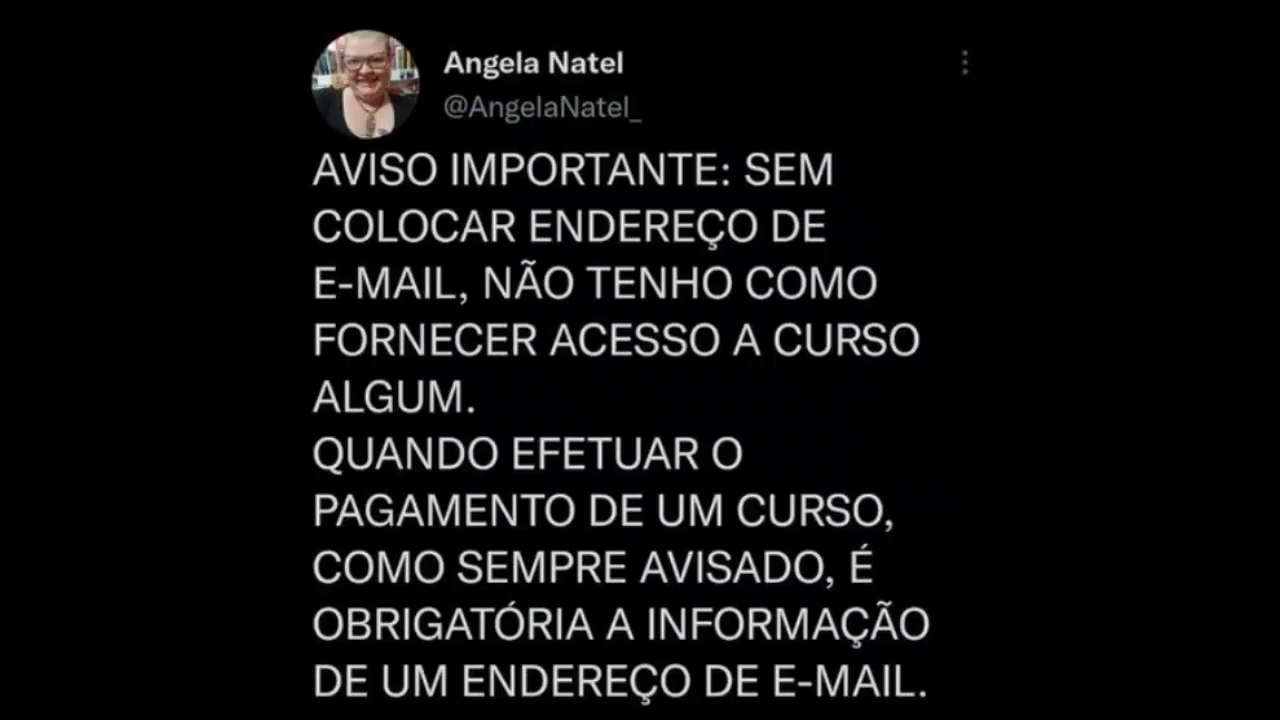 Angela Natel
@AngelaNatel_
AVISO IMPORTANTE: SEM
COLOCAR ENDEREÇO DE
E-MAIL, NÃO TENHO COMO
FORNECER ACESSO A CURSO
ALGUM.
QUANDO EFETUAR O
PAGAMENTO DE UM CURSO,
COMO SEMPRE AVISADO, É
OBRIGATÓRIA A INFORMAÇÃO
DE UM ENDEREÇO DE E-MAIL.